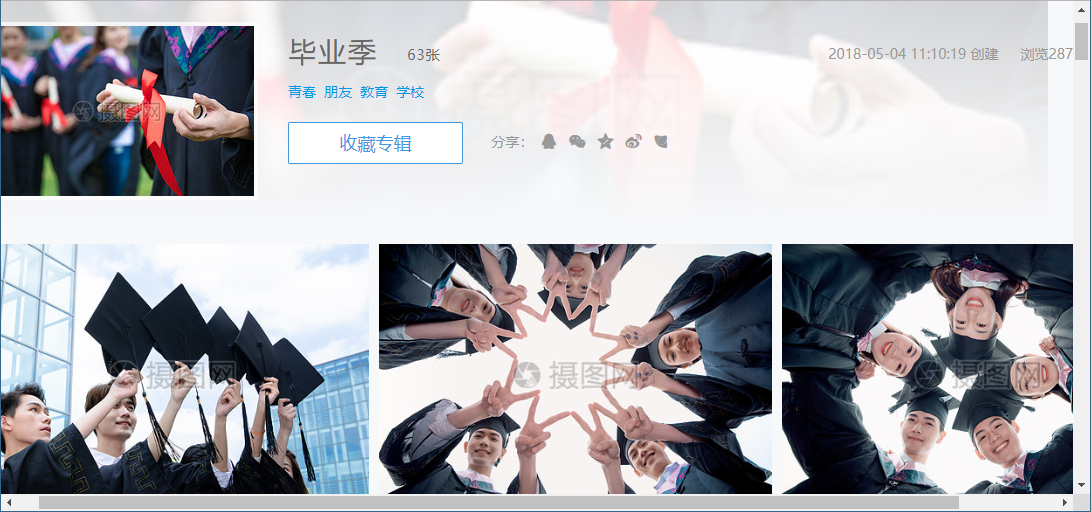 毕业季 63张
2018-05-04 11:10:19 创建 浏览287
青春 朋友 教育 学校
收藏专辑
分享:
摄图网
摄图网
摄图网
摄图网